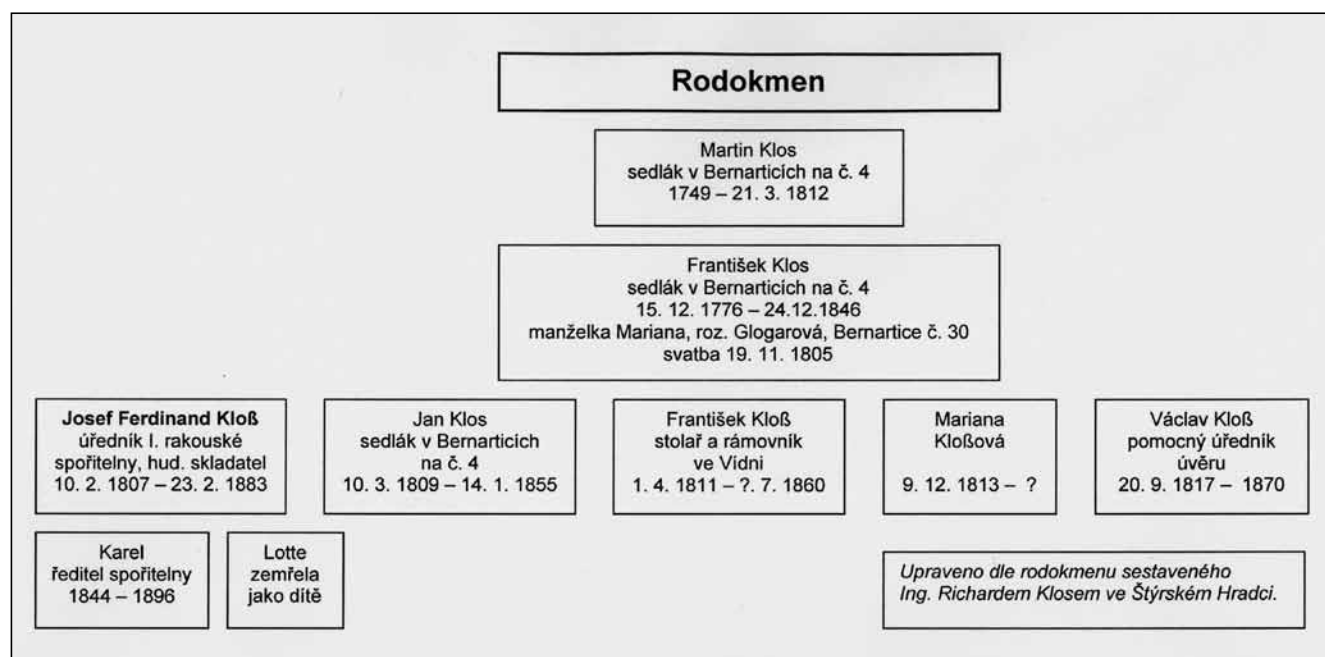 Rodokmen
Martin Klos
sedlák v Bernarticích na č. 4
1749 – 21. 3. 1812
František Klos
sedlák v Bernarticích na č. 4
15. 12. 1776 – 24.12.1846
manželka Mariana, roz. Glogarová, Bernartice č. 30
svatba 19. 11. 1805
Josef Ferdinand Kloß
úředník I. rakouské
spořitelny, hud. skladatel
10. 2. 1807 – 23. 2. 1883
Jan Klos
sedlák v Bernarticích
na č. 4
10. 3. 1809 – 14. 1. 1855
František Kloß
stolař a rámovník
ve Vídni
1. 4. 1811 – ?. 7. 1860
Mariana
Kloßová
9. 12. 1813 – ?
Václav Kloß
pomocný úředník
úvěru
20. 9. 1817 – 1870
Karel
ředitel spořitelny
1844 – 1896
Lotte
zemřela
jako dítě
Upraveno dle rodokmenu sestaveného
Ing. Richardem Klosem ve Štýrském Hradci.